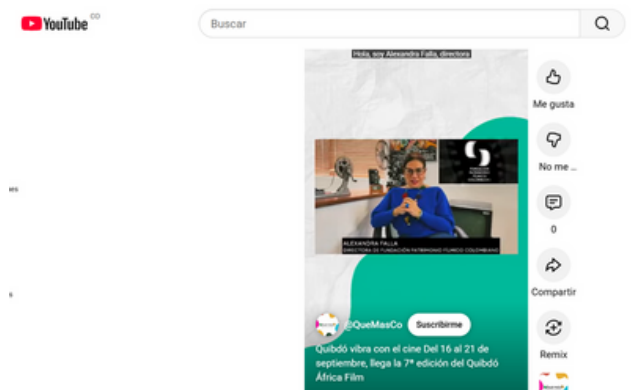 YouTube CO
Buscar
Hola, soy Alexandra Falla, directora
Me gusta
No me ...
0
Compartir
Remix
ALEXANDRA FALLA
DIRECTORA DE FUNDACIÓN PATRIMONIO FÍLMICO COLOMBIANO
@QueMasCo
Suscribirme
Quibdó vibra con el cine Del 16 al 21 de
septiembre, llega la 7ª edición del Quibdó
África Film